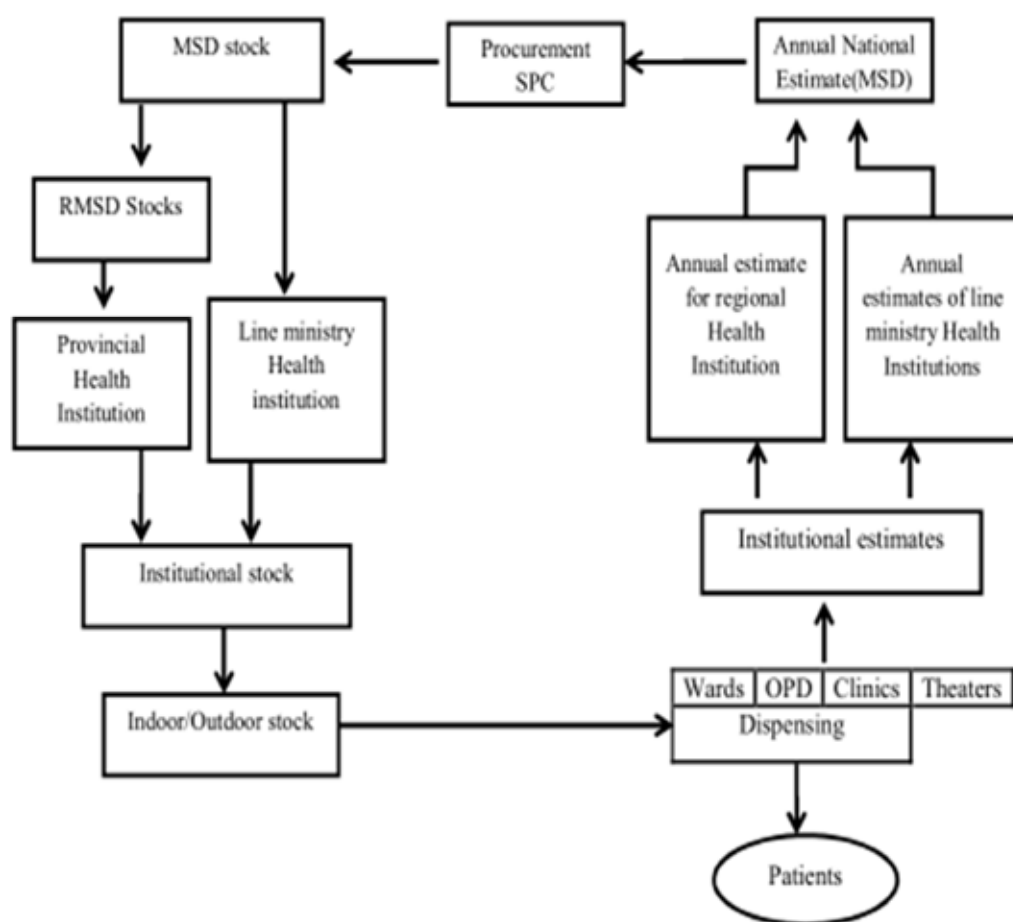 MSD stock
Procurement
SPC
Annual National
Estimate(MSD)
RMSD Stocks
Annual estimate
for regional
Health
Institution
Annual
estimates of line
ministry Health
Institutions
Provincial
Health
Institution
Line ministry
Health
institution
Institutional stock
Institutional estimates
Wards OPD Clinics Theaters
Indoor/Outdoor stock
Dispensing
Patients